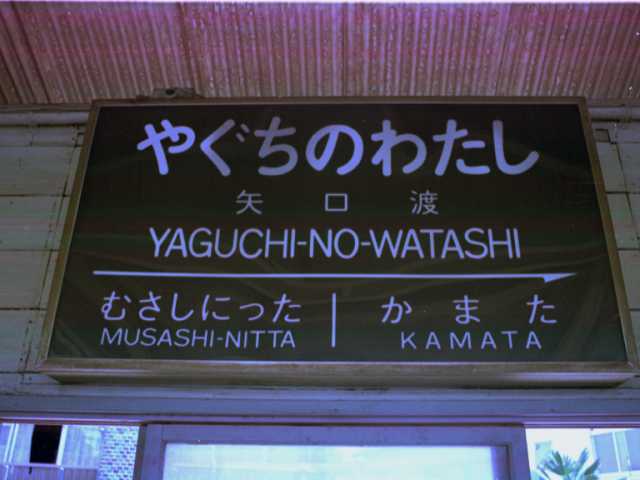 やぐちのわたし
矢口渡
YAGUCHI-NO-WATASHI
むさしにった かまた
MUSASHI-NITTA KAMATA